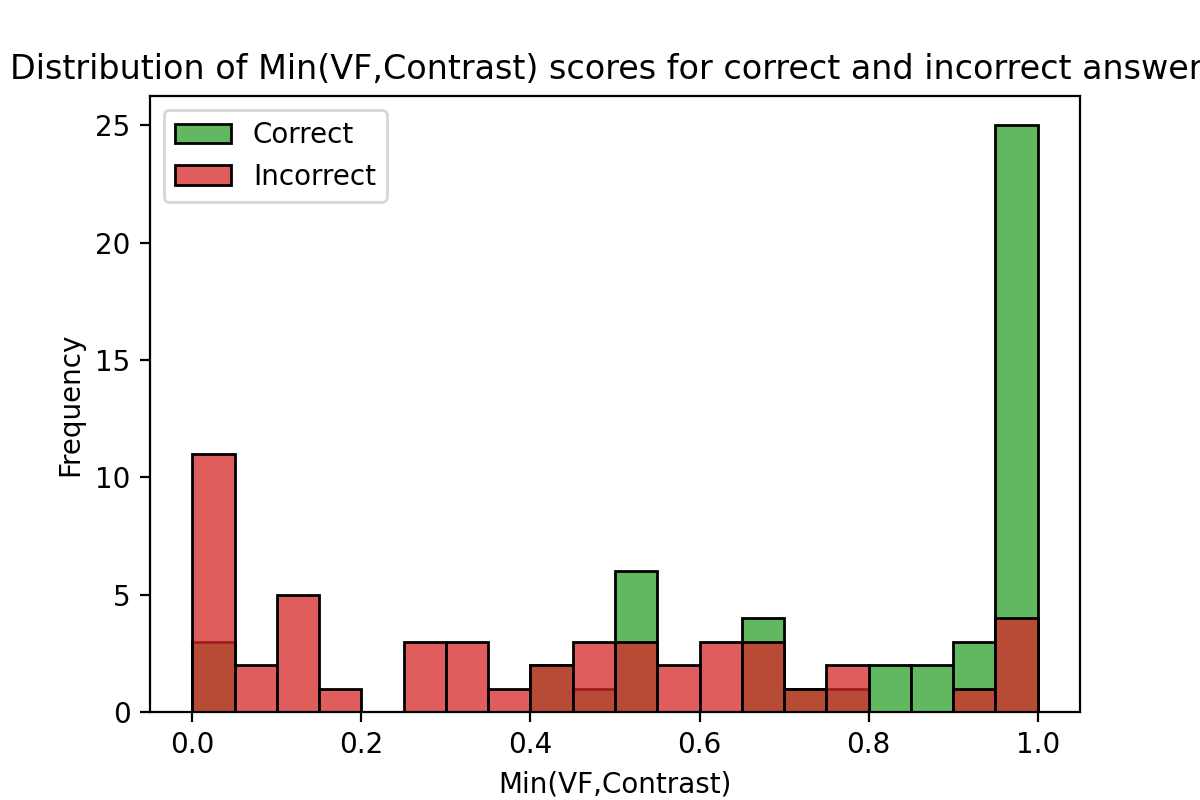 Distribution of Min(VF,Contrast) scores for correct and incorrect answer
Correct
Incorrect
Frequency
25
20
15
10
5
0
0.0 0.2 0.4 0.6 0.8 1.0
Min(VF,Contrast)